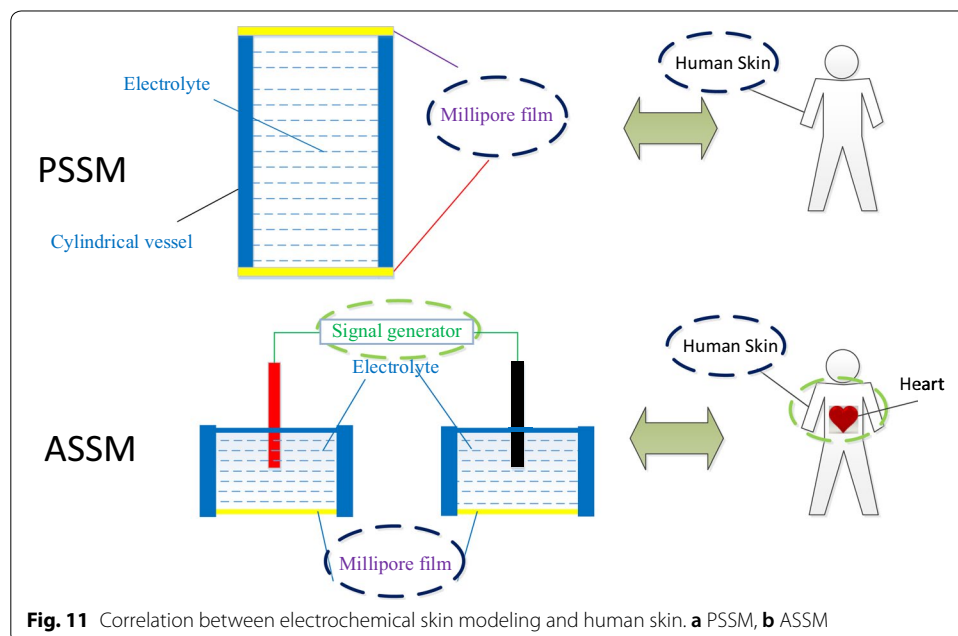 Electrolyte
Human Skin
Millipore film
PSSM
Cylindrical vessel
Signal generator
Human Skin
Electrolyte
Heart
ASSM
Millipore film
Fig. 11 Correlation between electrochemical skin modeling and human skin. a PSSM, b ASSM